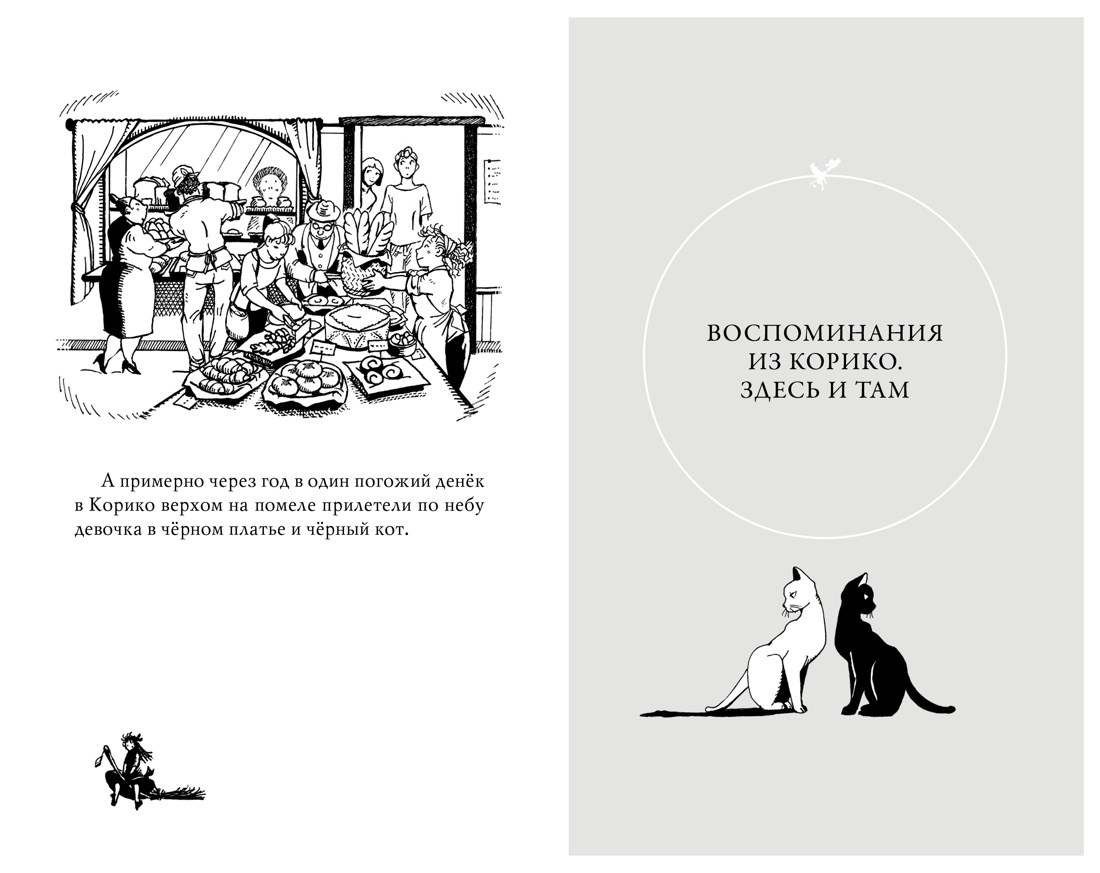 А примерно через год в один погожий денёк
в Корико верхом на помеле прилетели по небу
девочка в чёрном платье и чёрный кот.
ВОСПОМИНАНИЯ
ИЗ КОРИКО.
ЗДЕСЬ И ТАМ